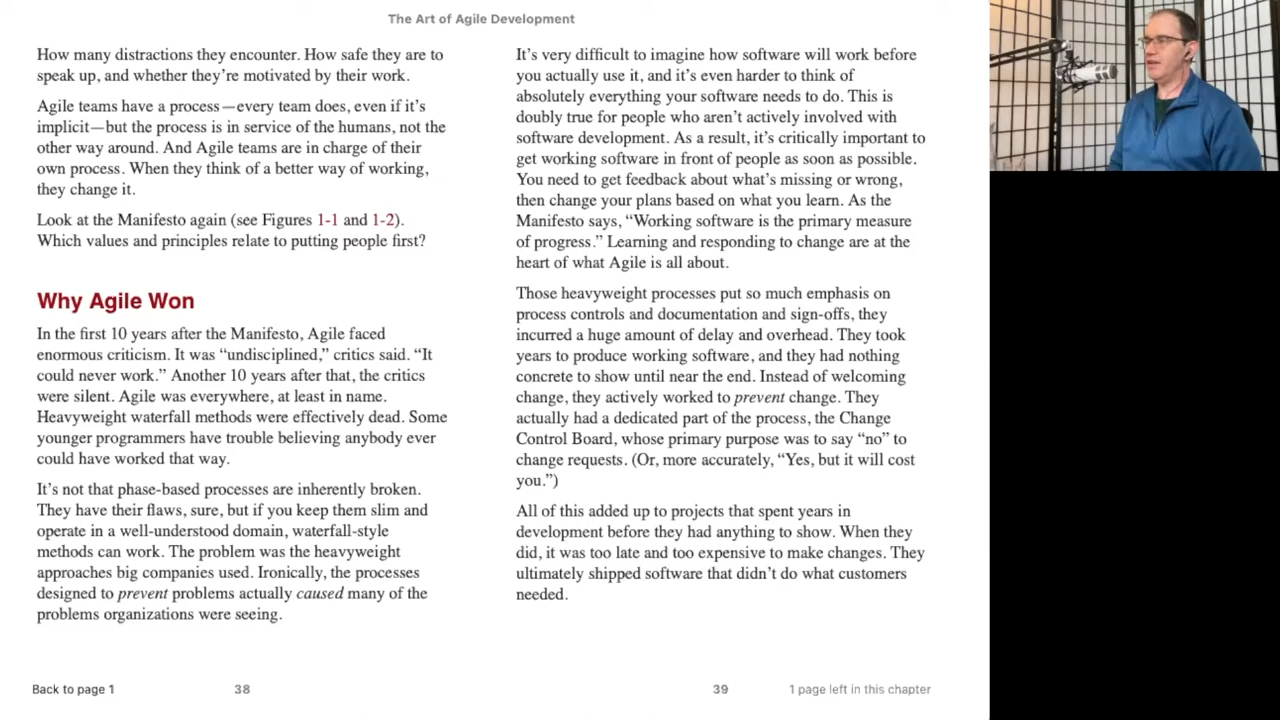 The Art of Agile Development
How many distractions they encounter. How safe they are to
speak up, and whether they’re motivated by their work.
Agile teams have a process—every team does, even if it’s
implicit—but the process is in service of the humans, not the
other way around. And Agile teams are in charge of their
own process. When they think of a better way of working,
they change it.
Look at the Manifesto again (see Figures 1-1 and 1-2).
Which values and principles relate to putting people first?
Why Agile Won
In the first 10 years after the Manifesto, Agile faced
enormous criticism. It was “undisciplined,” critics said. “It
could never work.” Another 10 years after that, the critics
were silent. Agile was everywhere, at least in name.
Heavyweight waterfall methods were effectively dead. Some
younger programmers have trouble believing anybody ever
could have worked that way.
It’s not that phase-based processes are inherently broken.
They have their flaws, sure, but if you keep them slim and
operate in a well-understood domain, waterfall-style
methods can work. The problem was the heavyweight
approaches big companies used. Ironically, the processes
designed to prevent problems actually caused many of the
problems organizations were seeing.
It’s very difficult to imagine how software will work before
you actually use it, and it’s even harder to think of
absolutely everything your software needs to do. This is
doubly true for people who aren’t actively involved with
software development. As a result, it’s critically important to
get working software in front of people as soon as possible.
You need to get feedback about what’s missing or wrong,
then change your plans based on what you learn. As the
Manifesto says, “Working software is the primary measure
of progress.” Learning and responding to change are at the
heart of what Agile is all about.
Those heavyweight processes put so much emphasis on
process controls and documentation and sign-offs, they
incurred a huge amount of delay and overhead. They took
years to produce working software, and they had nothing
concrete to show until near the end. Instead of welcoming
change, they actively worked to prevent change. They
actually had a dedicated part of the process, the Change
Control Board, whose primary purpose was to say “no” to
change requests. (Or, more accurately, “Yes, but it will cost
you.”)
All of this added up to projects that spent years in
development before they had anything to show. When they
did, it was too late and too expensive to make changes. They
ultimately shipped software that didn’t do what customers
needed.
Back to page 1
38
39
1 page left in this chapter